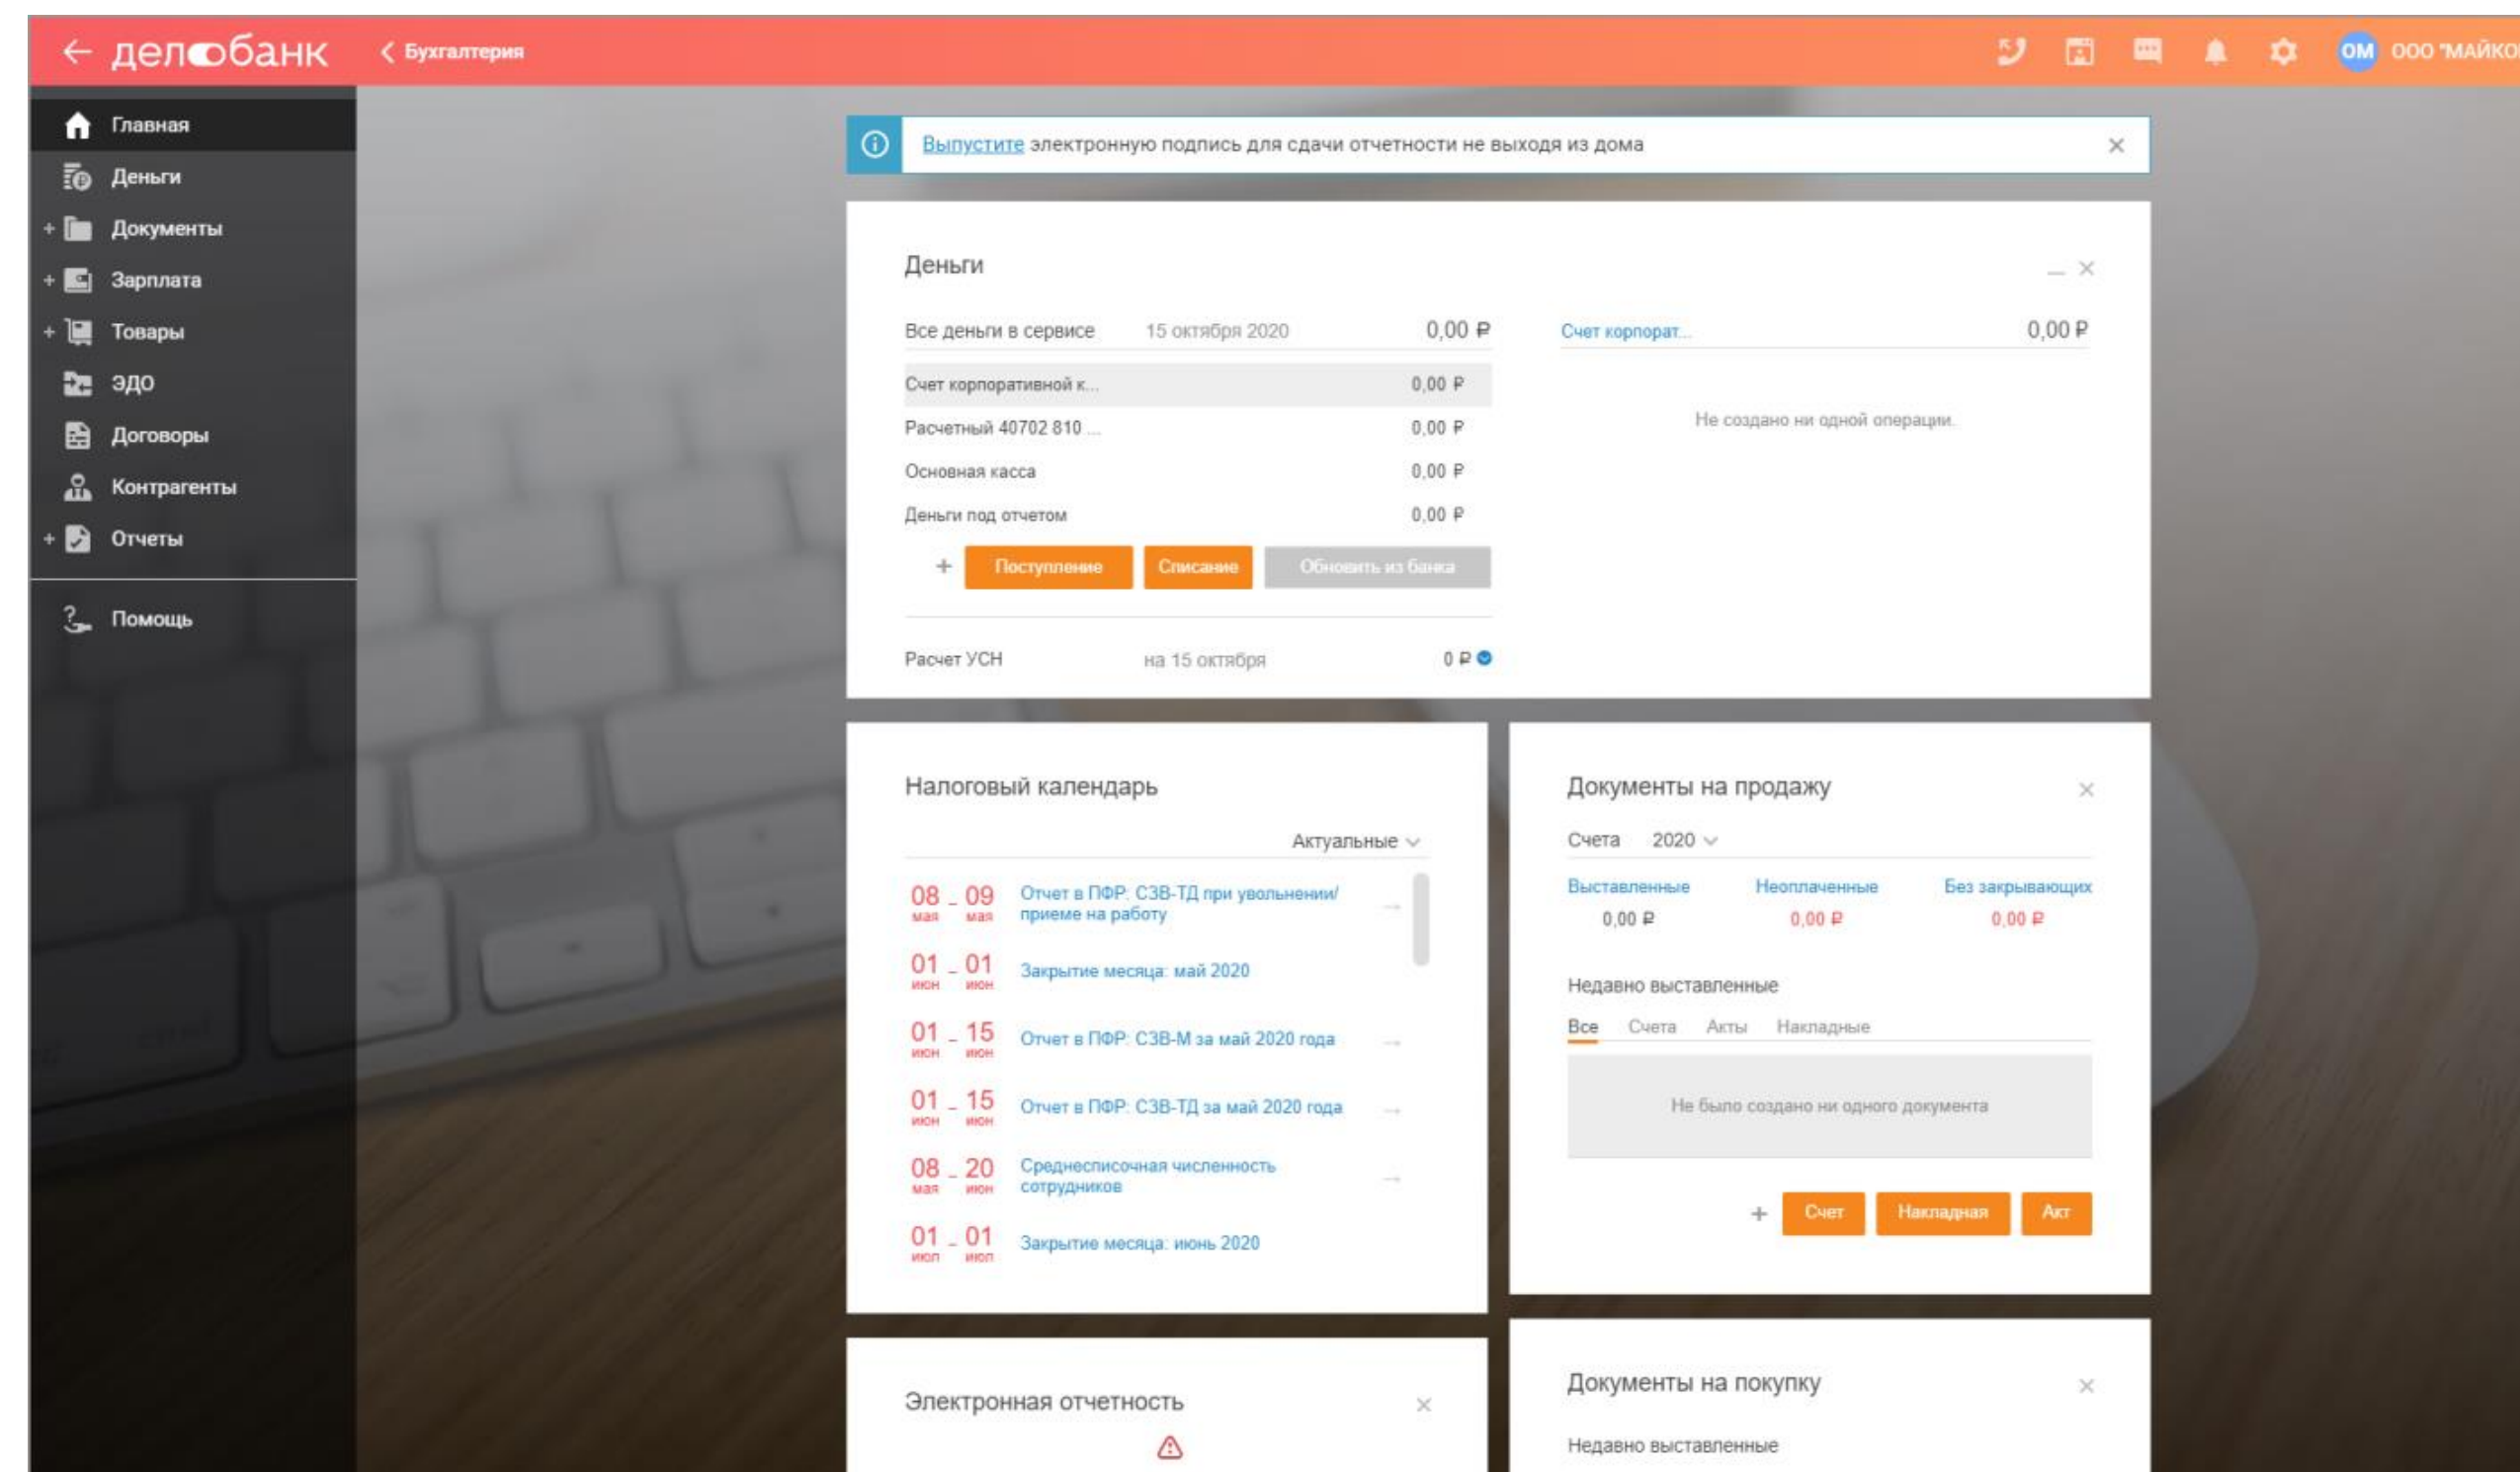 делобанк
Бухгалтерия
ОМ ООО "МАЙКО
Главная
Деньги
+ Документы
+ Зарплата
+ Товары
ЭДО
Договоры
Контрагенты
+ Отчеты
Помощь
Выпустите электронную подпись для сдачи отчетности не выходя из дома
Деньги
Все деньги в сервисе 15 октября 2020 0,00 ₽
Счет корпоративной к... 0,00 ₽
Расчетный 40702 810 ... 0,00 ₽
Основная касса 0,00 ₽
Деньги под отчетом 0,00 ₽
+ Поступление Списание Обновить из банка
Расчет УСН на 15 октября 0 ₽
Счет корпорат... 0,00 ₽
Не создано ни одной операции.
Налоговый календарь
Актуальные
08 мая - 09 мая Отчет в ПФР: СЗВ-ТД при увольнении/
приеме на работу
01 июн - 01 июн Закрытие месяца: май 2020
01 июн - 15 июн Отчет в ПФР: СЗВ-М за май 2020 года
01 июн - 15 июн Отчет в ПФР: СЗВ-ТД за май 2020 года
08 мая - 20 июн Среднесписочная численность
сотрудников
01 июл - 01 июл Закрытие месяца: июнь 2020
Документы на продажу
Счета 2020
Выставленные Неоплаченные Без закрывающих
0,00 ₽ 0,00 ₽ 0,00 ₽
Недавно выставленные
Все Счета Акты Накладные
Не было создано ни одного документа
+ Счет Накладная Акт
Электронная отчетность
Документы на покупку
Недавно выставленные